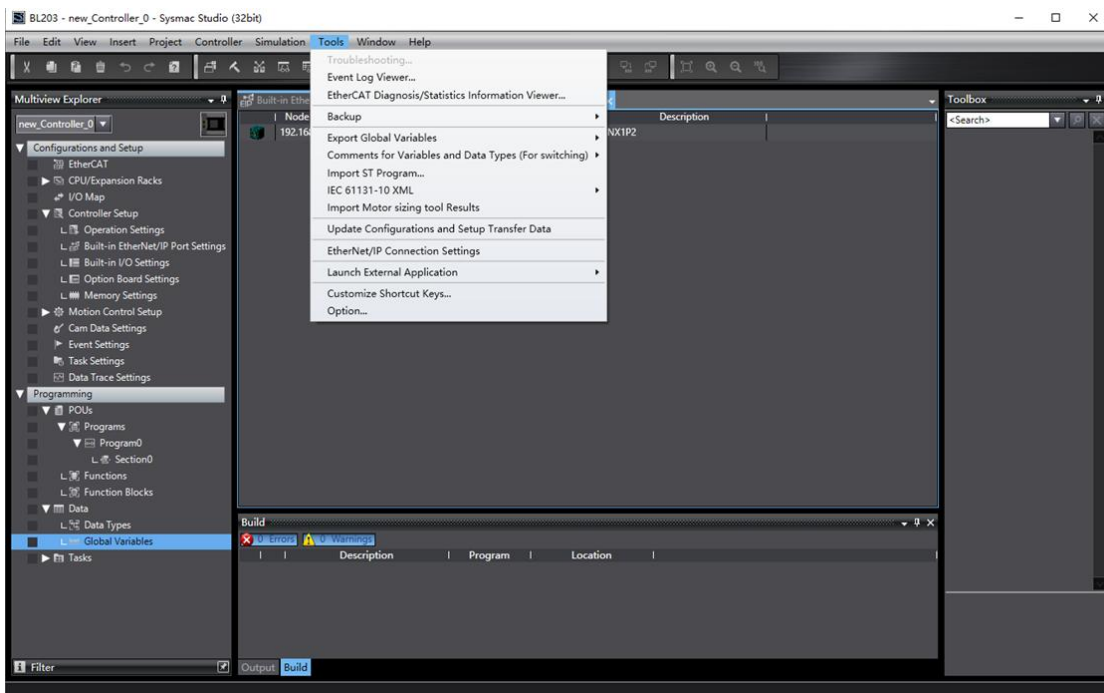 BL203 - new_Controller_0 - Sysmac Studio (32bit)
File Edit View Insert Project Controller Simulation Tools Window Help
Multiview Explorer
new_Controller_0
Configurations and Setup
EtherCAT
CPU/Expansion Racks
I/O Map
Controller Setup
Operation Settings
Built-in EtherNet/IP Port Settings
Built-in I/O Settings
Option Board Settings
Memory Settings
Motion Control Setup
Cam Data Settings
Event Settings
Task Settings
Data Trace Settings
Programming
POUs
Programs
Program0
Section0
Functions
Function Blocks
Data
Data Types
Global Variables
Tasks
Filter
Built-in Ethe
Node
Description
192.16
NX1P2
Troubleshooting...
Event Log Viewer...
EtherCAT Diagnosis/Statistics Information Viewer...
Backup
Export Global Variables
Comments for Variables and Data Types (For switching)
Import ST Program...
IEC 61131-10 XML
Import Motor sizing tool Results
Update Configurations and Setup Transfer Data
EtherNet/IP Connection Settings
Launch External Application
Customize Shortcut Keys...
Option...
Build
0 Errors 0 Warnings
Description Program Location
Output Build
Toolbox
<Search>